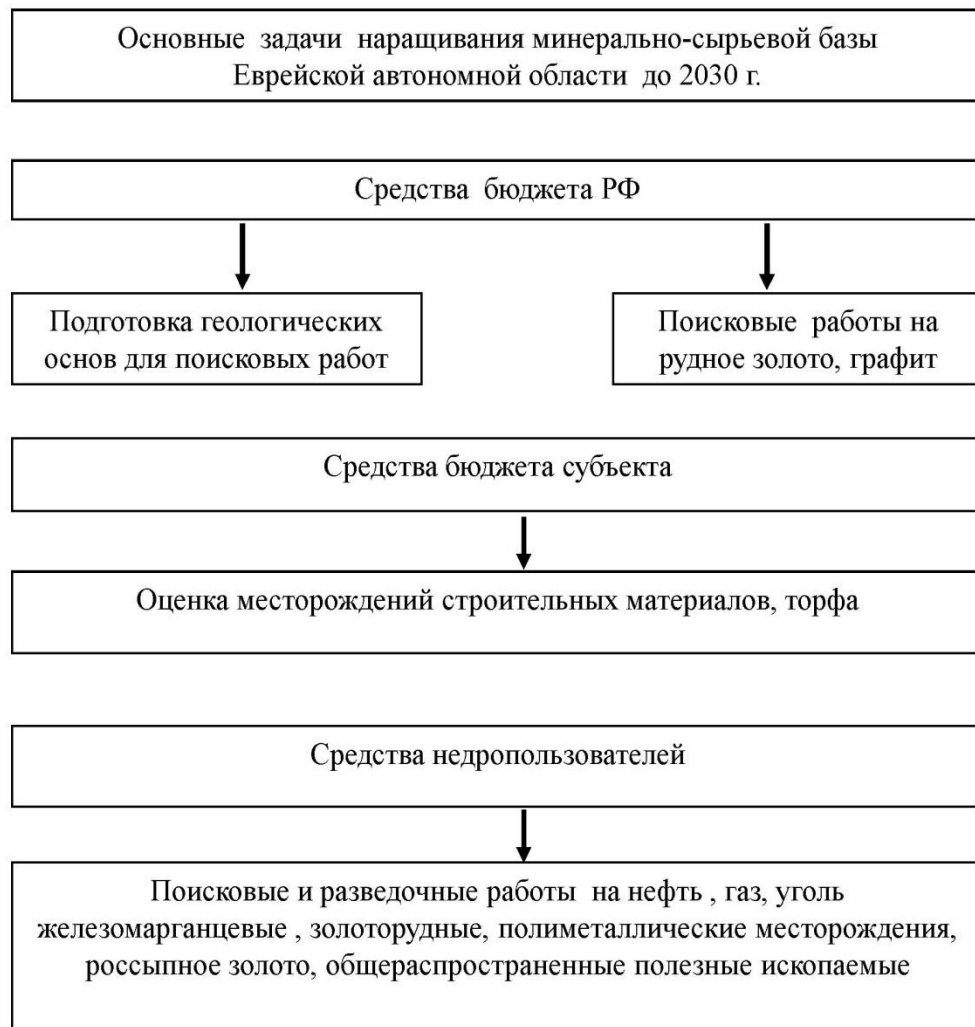 Основные задачи наращивания минерально-сырьевой базы
Еврейской автономной области до 2030 г.
Средства бюджета РФ
Подготовка геологических
основ для поисковых работ
Поисковые работы на
рудное золото, графит
Средства бюджета субъекта
Оценка месторождений строительных материалов, торфа
Средства недропользователей
Поисковые и разведочные работы на нефть , газ, уголь
железомарганцевые , золоторудные, полиметаллические месторождения,
россыпное золото, общераспространенные полезные ископаемые